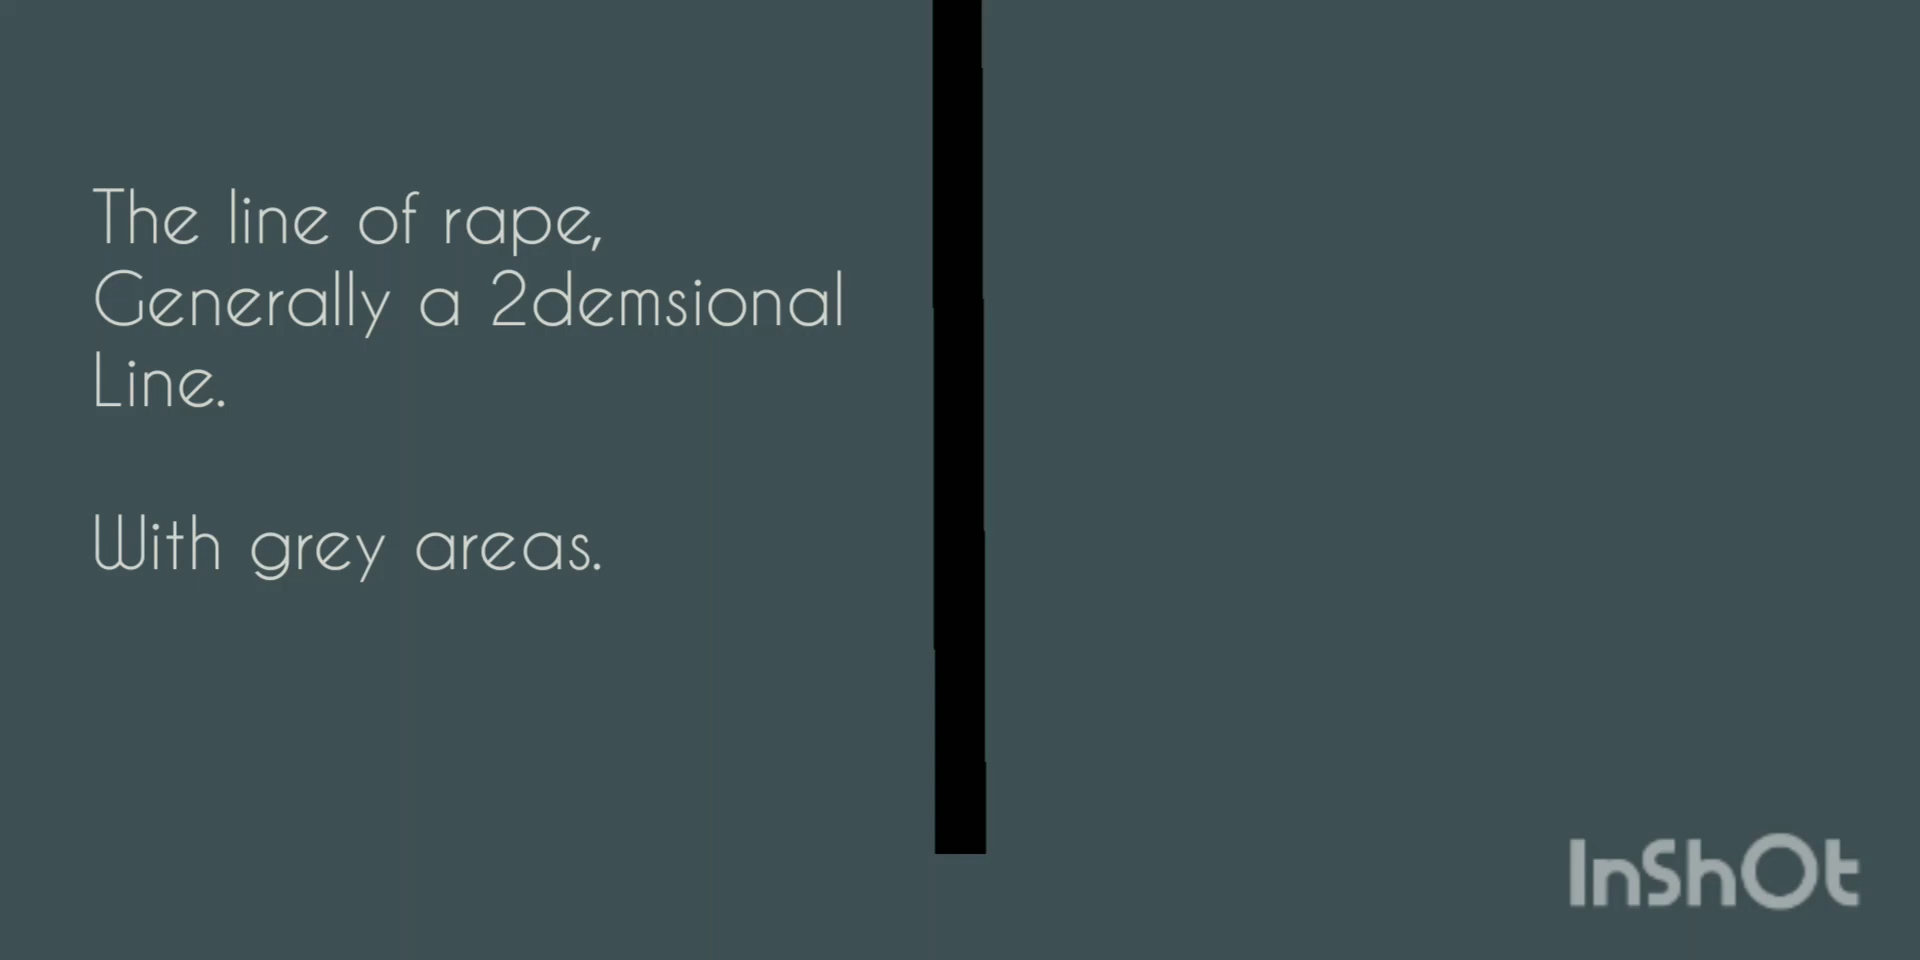 The line of rape,
Generally a 2demsional
Line.
With grey areas.
InShOt